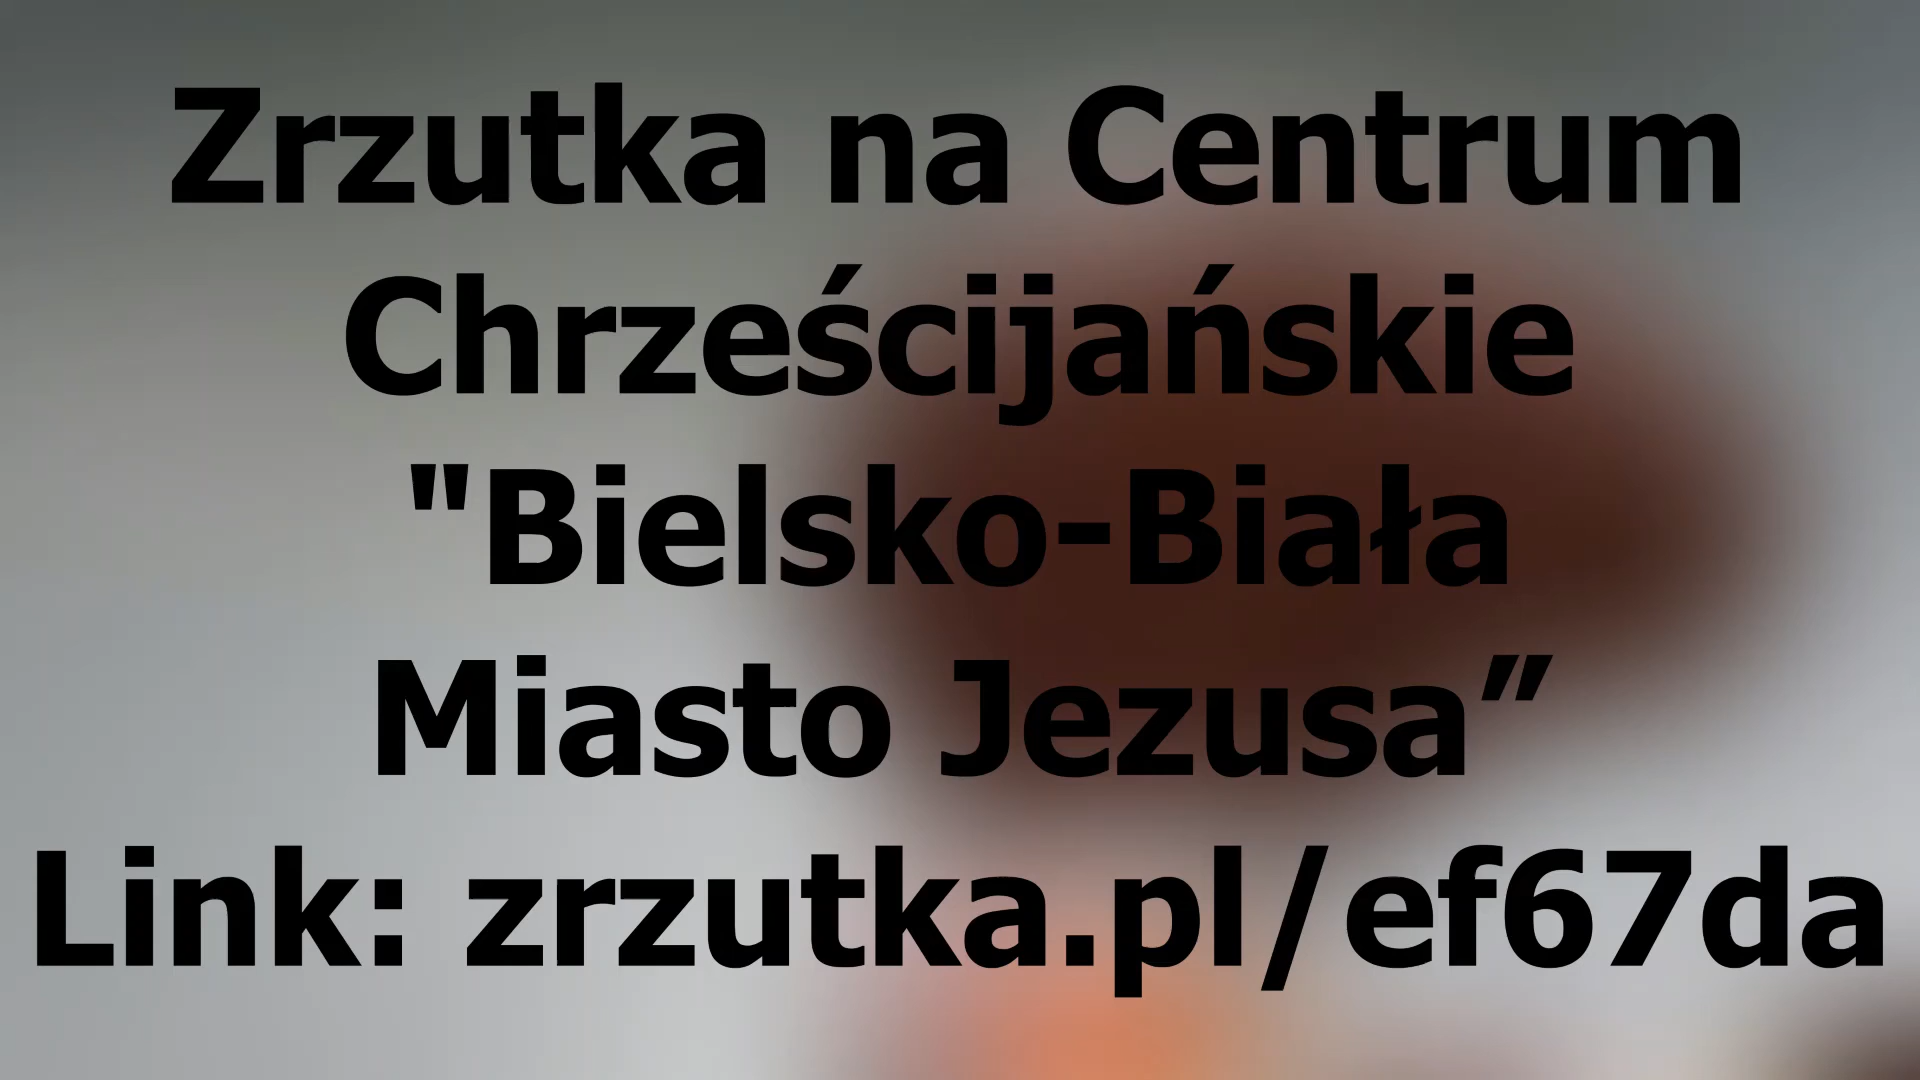 Zrzutka na Centrum
Chrześcijańskie
"Bielsko-Biała
Miasto Jezusa”
Link: zrzutka.pl/ef67da